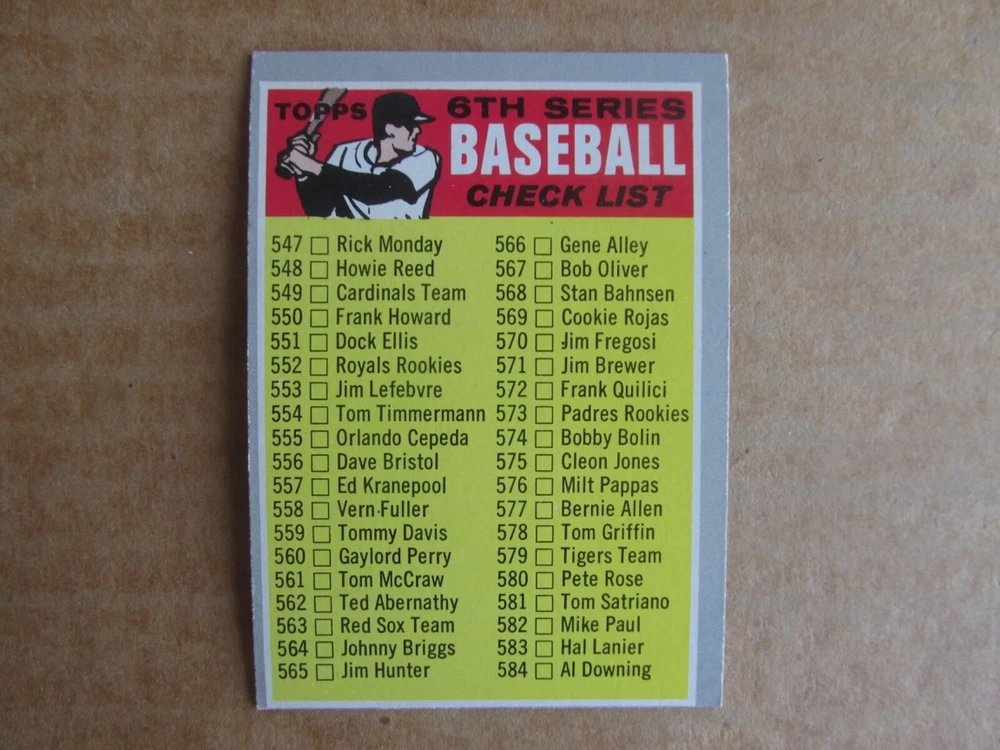 TOPPS
6TH SERIES
BASEBALL
CHECK LIST
547 Rick Monday
548 Howie Reed
549 Cardinals Team
550 Frank Howard
551 Dock Ellis
552 Royals Rookies
553 Jim Lefebvre
554 Tom Timmermann
555 Orlando Cepeda
556 Dave Bristol
557 Ed Kranepool
558 Vern Fuller
559 Tommy Davis
560 Gaylord Perry
561 Tom McCraw
562 Ted Abernathy
563 Red Sox Team
564 Johnny Briggs
565 Jim Hunter
566 Gene Alley
567 Bob Oliver
568 Stan Bahnsen
569 Cookie Rojas
570 Jim Fregosi
571 Jim Brewer
572 Frank Quilici
573 Padres Rookies
574 Bobby Bolin
575 Cleon Jones
576 Milt Pappas
577 Bernie Allen
578 Tom Griffin
579 Tigers Team
580 Pete Rose
581 Tom Satriano
582 Mike Paul
583 Hal Lanier
584 Al Downing